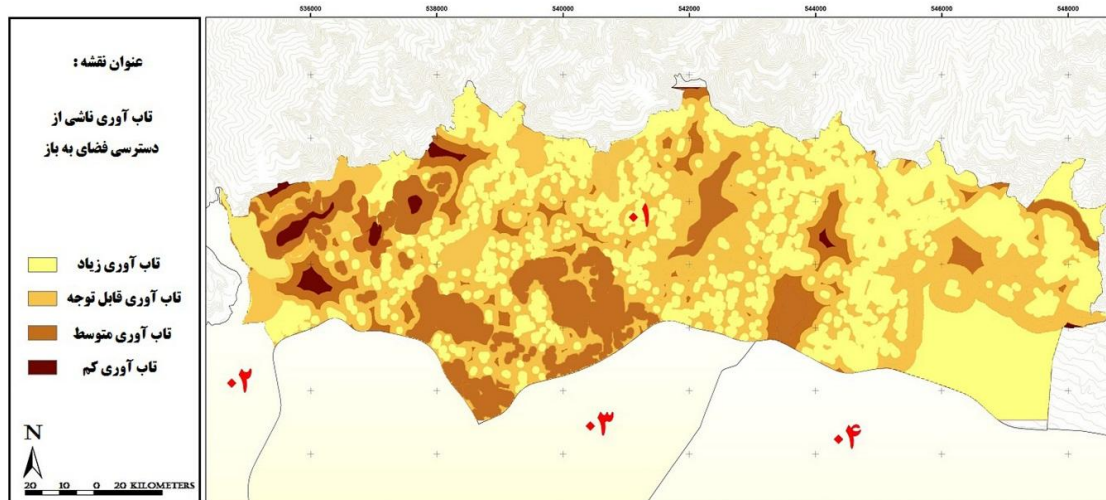 536000 538000 540000 542000 544000 546000 548000
عنوان نقشه :
تاب آوری ناشی از
دسترسی فضای به باز
تاب آوری زیاد
تاب آوری قابل توجه
تاب آوری متوسط
تاب آوری کم
N
20 10 0 20 KILOMETERS
۰۱
۰۲
۰۳
۰۴